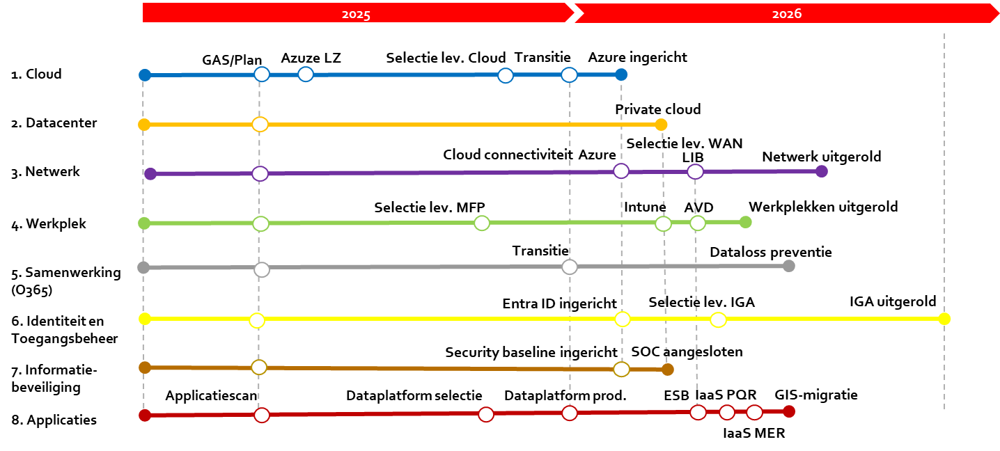 2025
2026
GAS/Plan
Azuze LZ
Selectie lev. Cloud
Transitie
Azure ingericht
1. Cloud
Private cloud
2. Datacenter
Selectie lev. WAN
Cloud connectiviteit Azure
LIB
Netwerk uitgerold
3. Netwerk
Selectie lev. MFP
Intune
AVD
Werkplekken uitgerold
4. Werkplek
Transitie
Dataloss preventie
5. Samenwerking
(O365)
Entra ID ingericht
Selectie lev. IGA
IGA uitgerold
6. Identiteit en
Toegangsbeheer
Security baseline ingericht
SOC aangesloten
7. Informatie-
beveiliging
Applicatiescan
Dataplatform selectie
Dataplatform prod.
ESB
IaaS PQR
GIS-migratie
8. Applicaties
IaaS MER